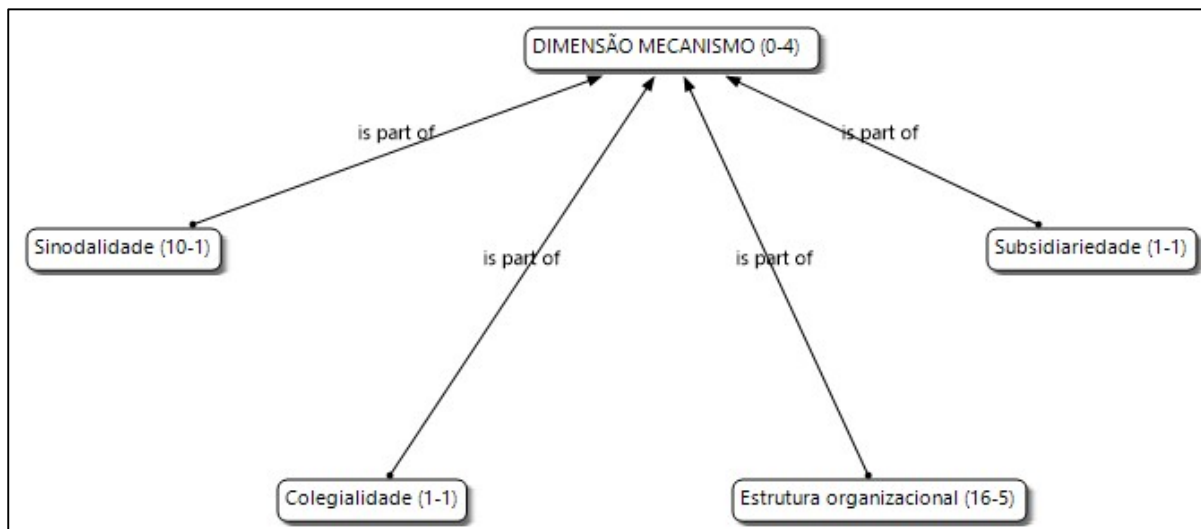 DIMENSÃO MECANISMO (0-4)
is part of
is part of
Sinodalidade (10-1)
Subsidiariedade (1-1)
is part of
is part of
Colegialidade (1-1)
Estrutura organizacional (16-5)